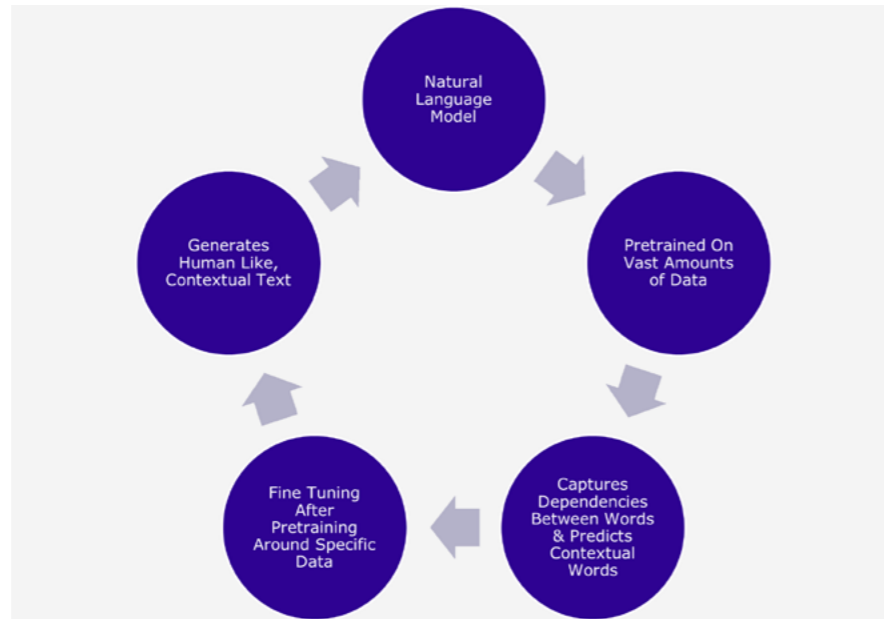 Natural
Language
Model
Pretrained On
Vast Amounts
of Data
Captures
Dependencies
Between Words
& Predicts
Contextual
Words
Fine Tuning
After
Pretraining
Around Specific
Data
Generates
Human Like,
Contextual Text